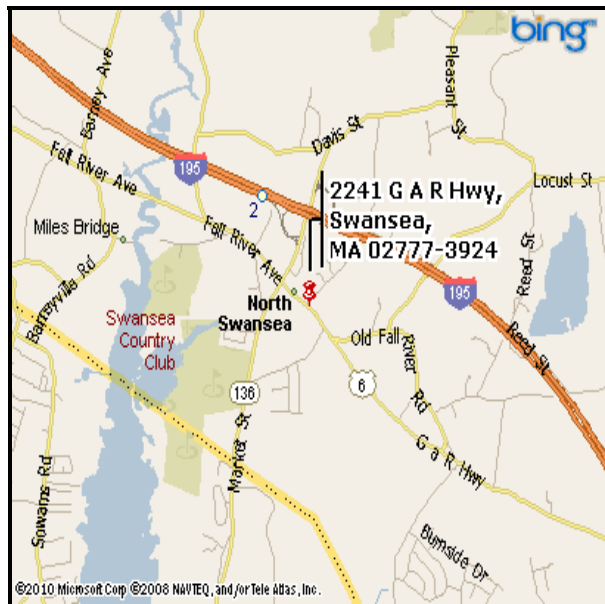 bing™
Barney Ave
Pleasant St
Davis St
Fall River Ave
195
Locust St
2
2241 G A R Hwy,
Swansea,
MA 02777-3924
Miles Bridge
Fall River Ave
Barneyville Rd
Reed St
195
North
Swansea
Swansea
Country
Club
Old Fall
River Rd
Reed St
6
136
Market St
G a R Hwy
Sowams Rd
Burnside Dr
©2010 Microsoft Corp ©2008 NAVTEQ, and/or Tele Atlas, Inc.